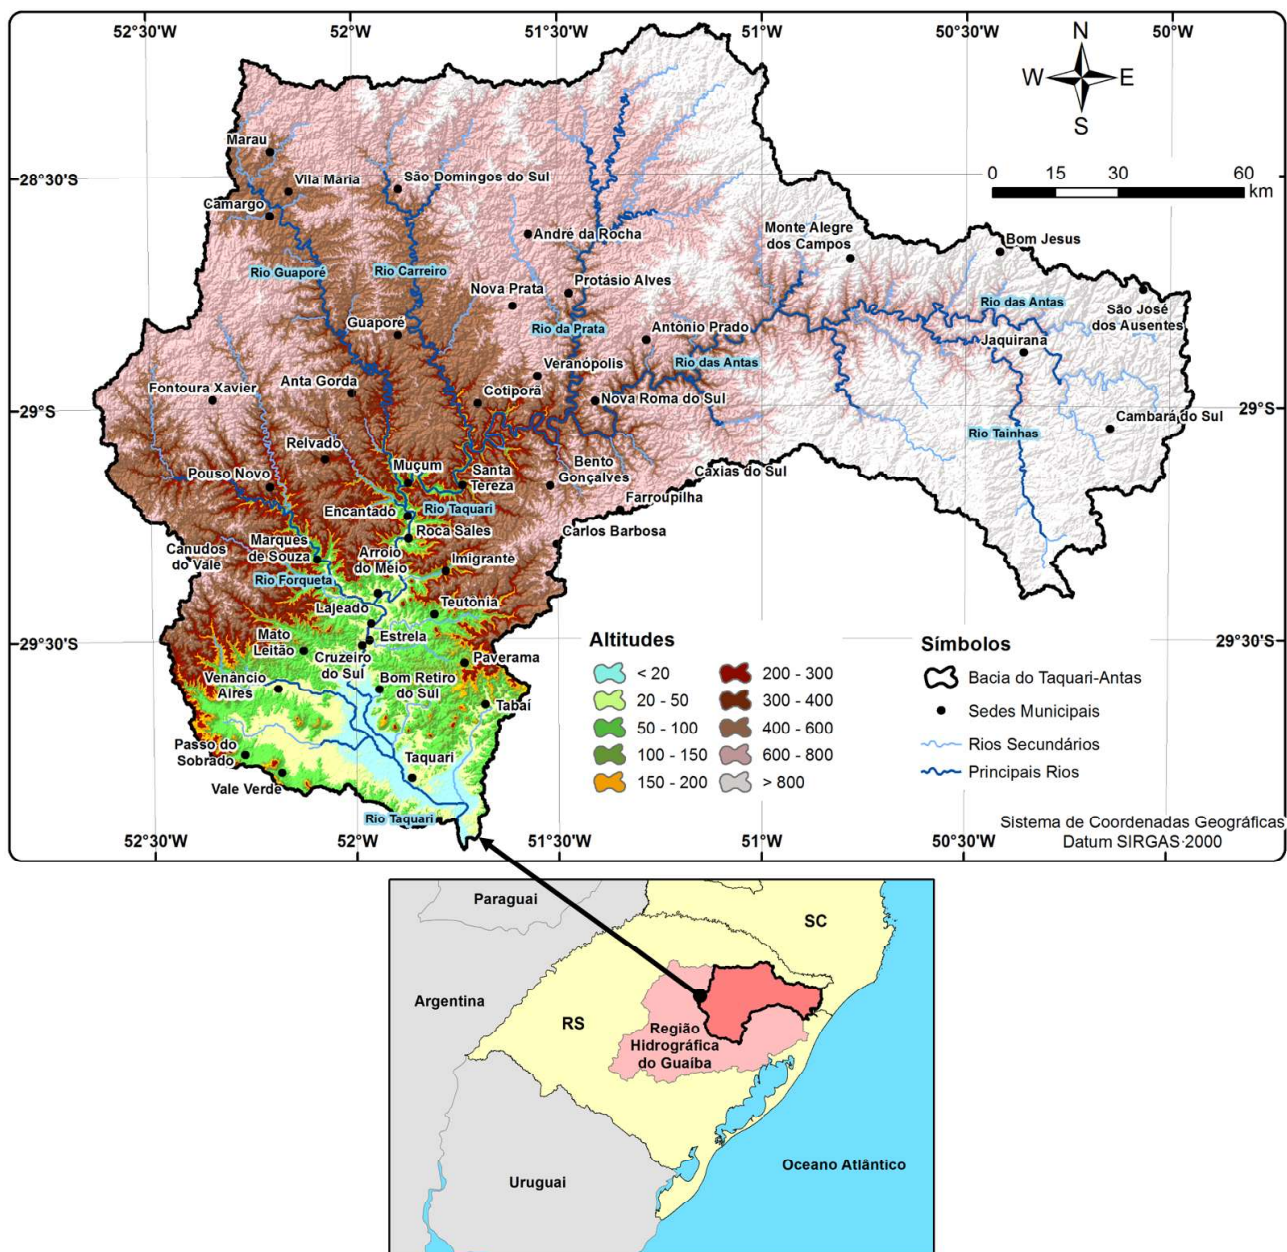 52°30'W
52°W
51°30'W
51°W
50°30'W
50°W
N
W
E
S
0
15
30
60
km
28°30'S
28°30'S
29°S
29°S
29°30'S
29°30'S
Marau
Vila Maria
São Domingos do Sul
Camargo
André da Rocha
Monte Alegre
dos Campos
Bom Jesus
Rio Guaporé
Rio Carreiro
Nova Prata
Protásio Alves
Rio das Antas
São José
dos Ausentes
Guaporé
Rio da Prata
Antônio Prado
Jaquirana
Rio das Antas
Veranópolis
Fontoura Xavier
Anta Gorda
Cotiporã
Nova Roma do Sul
Cambará do Sul
Rio Tainhas
Relvado
Muçum
Santa
Tereza
Bento
Gonçalves
Caxias do Sul
Pouso Novo
Farroupilha
Encantado
Rio Taquari
Roca Sales
Carlos Barbosa
Marques
de Souza
Arroio
do Meio
Canudos
do Vale
Imigrante
Rio Forqueta
Lajeado
Teutônia
Estrela
Mato
Leitão
Cruzeiro
do Sul
Paverama
Venâncio
Aires
Bom Retiro
do Sul
Tabaí
Passo do
Sobrado
Taquari
Vale Verde
Rio Taquari
Altitudes
< 20
20 - 50
50 - 100
100 - 150
150 - 200
200 - 300
300 - 400
400 - 600
600 - 800
> 800
Símbolos
Bacia do Taquari-Antas
Sedes Municipais
Rios Secundários
Principais Rios
Sistema de Coordenadas Geográficas
Datum SIRGAS-2000
52°30'W
52°W
51°30'W
51°W
50°30'W
50°W
Paraguai
SC
Argentina
RS
Região
Hidrográfica
do Guaíba
Oceano Atlântico
Uruguai